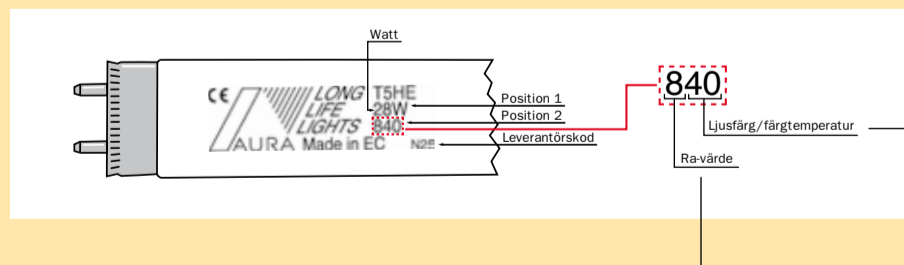 Watt
CE
LONG
LIFE
LIGHTS
AURA Made in EC
T5HE
28W
840
Position 1
Position 2
Leverantörskod
840
Ljusfärg/färgtemperatur
Ra-värde